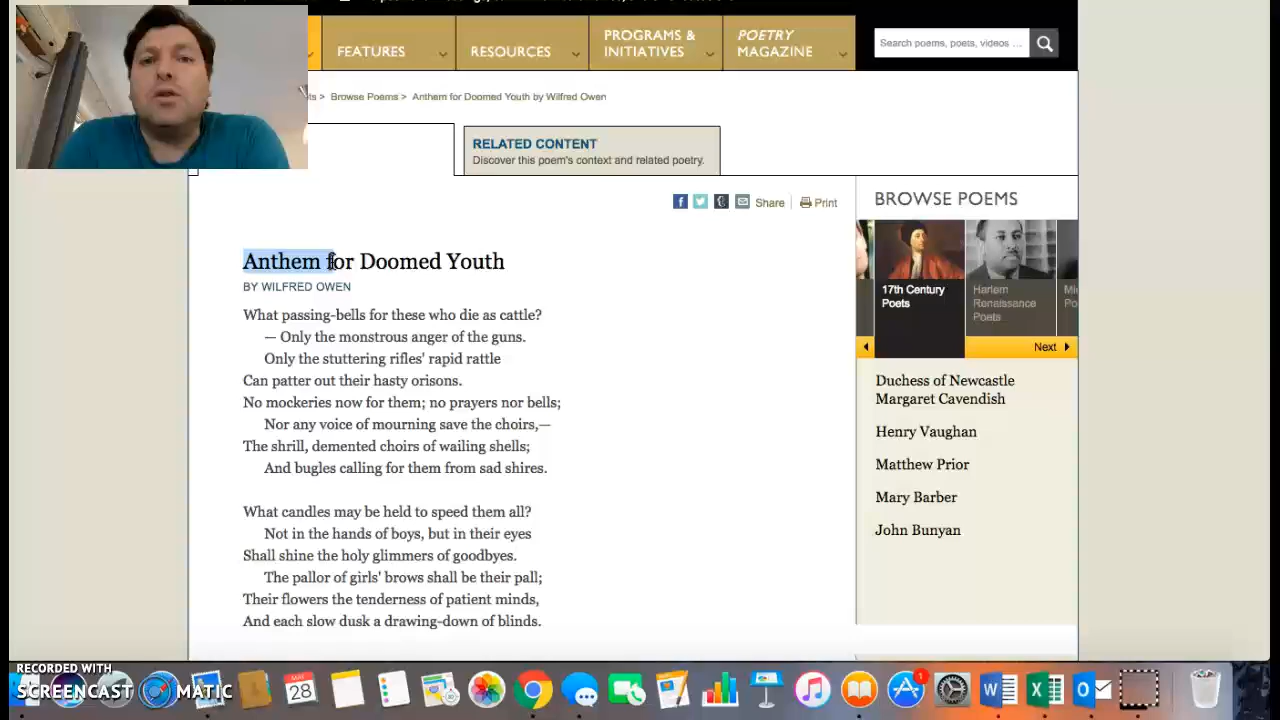 FEATURES
RESOURCES
PROGRAMS &
INITIATIVES
POETRY
MAGAZINE
Search poems, poets, videos ...
> Browse Poems > Anthem for Doomed Youth by Wilfred Owen
RELATED CONTENT
Discover this poem's context and related poetry.
Share
Print
BROWSE POEMS
17th Century
Poets
Harlem
Renaissance
Poets
Next
Duchess of Newcastle
Margaret Cavendish
Henry Vaughan
Matthew Prior
Mary Barber
John Bunyan
Anthem for Doomed Youth
BY WILFRED OWEN
What passing-bells for these who die as cattle?
— Only the monstrous anger of the guns.
Only the stuttering rifles' rapid rattle
Can patter out their hasty orisons.
No mockeries now for them; no prayers nor bells;
Nor any voice of mourning save the choirs,—
The shrill, demented choirs of wailing shells;
And bugles calling for them from sad shires.
What candles may be held to speed them all?
Not in the hands of boys, but in their eyes
Shall shine the holy glimmers of goodbyes.
The pallor of girls' brows shall be their pall;
Their flowers the tenderness of patient minds,
And each slow dusk a drawing-down of blinds.
RECORDED WITH
SCREENCAST MATIC
28
1